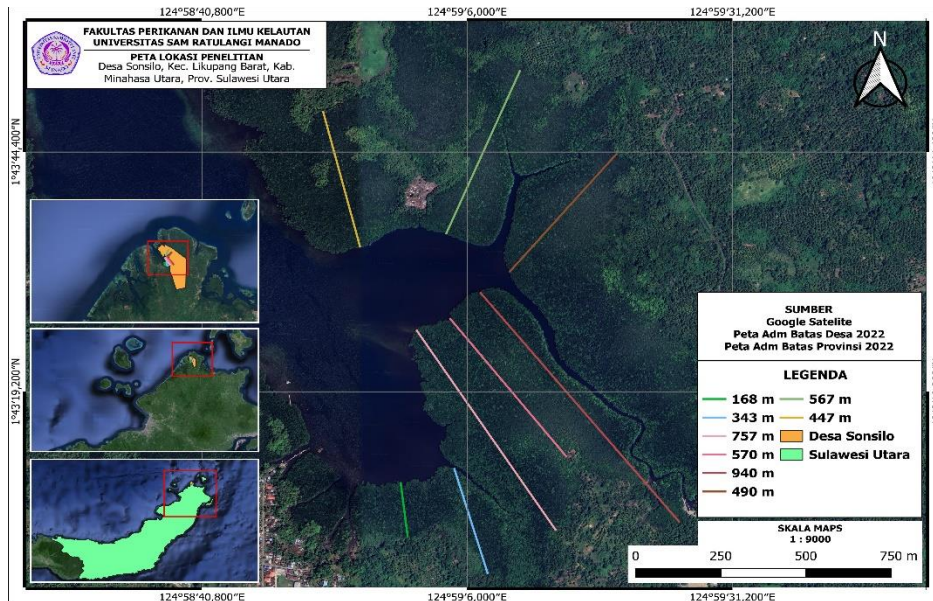 124°58'40,800"E 124°59'6,000"E 124°59'31,200"E
FAKULTAS PERIKANAN DAN ILMU KELAUTAN
UNIVERSITAS SAM RATULANGI MANADO
PETA LOKASI PENELITIAN
Desa Sonsilo, Kec. Likupang Barat, Kab.
Minahasa Utara, Prov. Sulawesi Utara
N
1°43'44,400"N
1°43'19,200"N
SUMBER
Google Satelite
Peta Adm Batas Desa 2022
Peta Adm Batas Provinsi 2022
LEGENDA
168 m
343 m
757 m
570 m
940 m
490 m
567 m
447 m
Desa Sonsilo
Sulawesi Utara
SKALA MAPS
1 : 9000
0 250 500 750 m
124°58'40,800"E 124°59'6,000"E 124°59'31,200"E